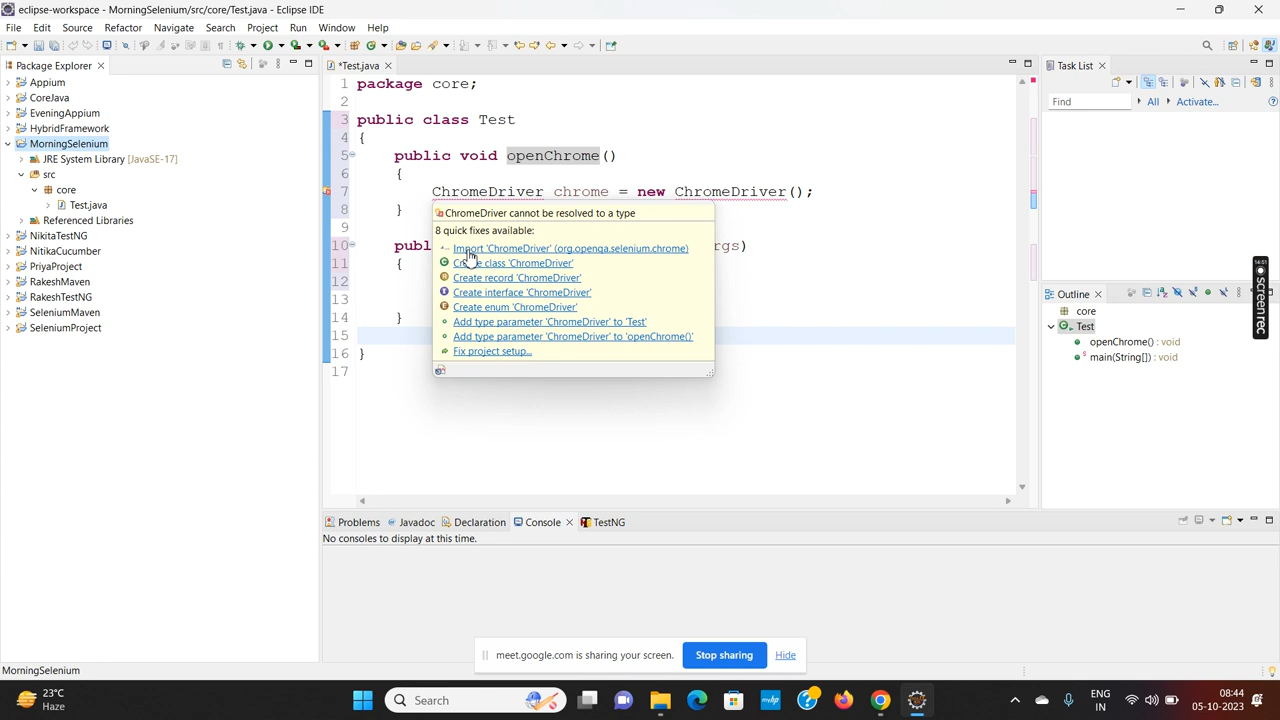 eclipse-workspace - MorningSelenium/src/core/Test.java - Eclipse IDE
File Edit Source Refactor Navigate Search Project Run Window Help
Package Explorer
Appium
CoreJava
EveningAppium
HybridFramework
MorningSelenium
JRE System Library [JavaSE-17]
src
core
Test.java
Referenced Libraries
NikitaTestNG
NitikaCucumber
PriyaProject
RakeshMaven
RakeshTestNG
SeleniumMaven
SeleniumProject
*Test.java
1 package core;
2
3 public class Test
4 {
5 public void openChrome()
6 {
7 ChromeDriver chrome = new ChromeDriver();
8 }
9
10 publ rgs)
11 {
12
13
14 }
15
16 }
17
ChromeDriver cannot be resolved to a type
8 quick fixes available:
Import 'ChromeDriver' (org.openqa.selenium.chrome)
Create class 'ChromeDriver'
Create record 'ChromeDriver'
Create interface 'ChromeDriver'
Create enum 'ChromeDriver'
Add type parameter 'ChromeDriver' to 'Test'
Add type parameter 'ChromeDriver' to 'openChrome()'
Fix project setup...
Task List
Find All Activate...
14:51
screenrec
Outline
core
Test
openChrome() : void
main(String[]) : void
Problems Javadoc Declaration Console TestNG
No consoles to display at this time.
meet.google.com is sharing your screen. Stop sharing Hide
MorningSelenium
23°C
Haze
Search
ENG
IN
08:44
05-10-2023